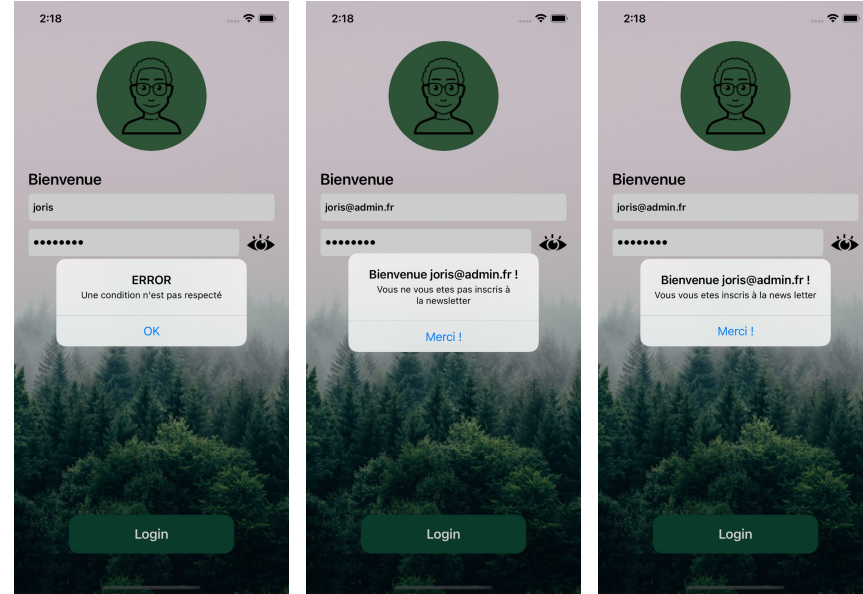 2:18
Bienvenue
joris
••••••••
ERROR
Une condition n'est pas respecté
OK
Login
2:18
Bienvenue
joris@admin.fr
••••••••
Bienvenue joris@admin.fr !
Vous ne vous etes pas inscris à
la newsletter
Merci !
Login
2:18
Bienvenue
joris@admin.fr
••••••••
Bienvenue joris@admin.fr !
Vous vous etes inscris à la news letter
Merci !
Login